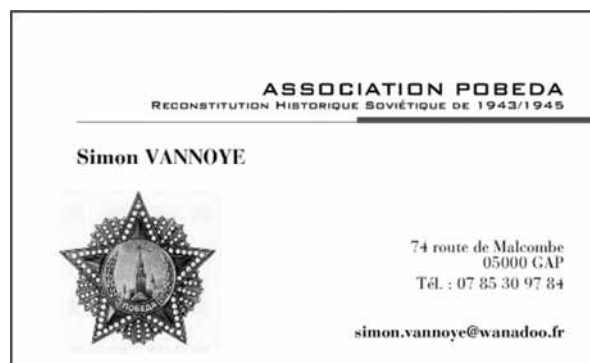 ASSOCIATION POBEDA
RECONSTITUTION HISTORIQUE SOVIÉTIQUE DE 1943/1945
Simon VANNOYE
ПОБЕДА
74 route de Malcombe
05000 GAP
Tél. : 07 85 30 97 84
simon.vannoye@wanadoo.fr